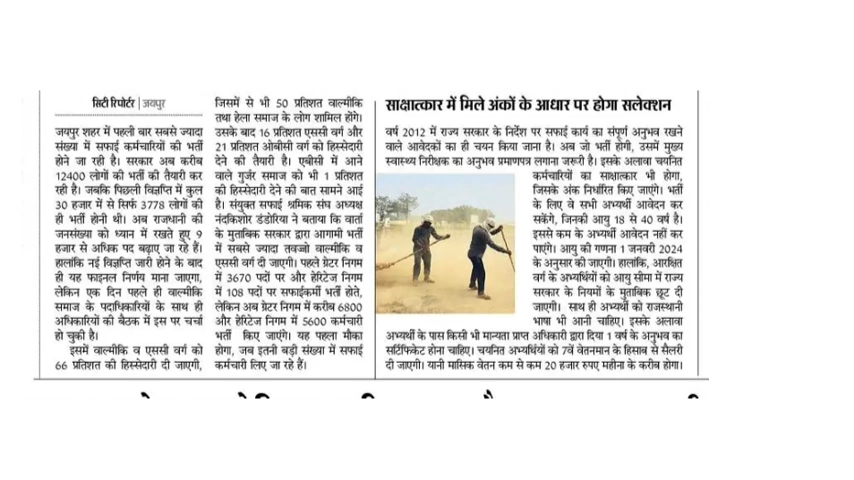 सिटी रिपोर्टर | जयपुर
जयपुर शहर में पहली बार सबसे ज्यादा
संख्या में सफाई कर्मचारियों की भर्ती
होने जा रही है। सरकार अब करीब
12400 लोगों की भर्ती की तैयारी कर
रही है। जबकि पिछली विज्ञप्ति में कुल
30 हजार में से सिर्फ 3778 लोगों की
ही भर्ती होनी थी। अब राजधानी की
जनसंख्या को ध्यान में रखते हुए 9
हजार से अधिक पद बढ़ाए जा रहे हैं।
हालांकि नई विज्ञप्ति जारी होने के बाद
ही यह फाइनल निर्णय माना जाएगा,
लेकिन एक दिन पहले ही वाल्मीकि
समाज के पदाधिकारियों के साथ ही
अधिकारियों की बैठक में इस पर चर्चा
हो चुकी है।
इसमें वाल्मीकि व एससी वर्ग को
66 प्रतिशत की हिस्सेदारी दी जाएगी,
जिसमें से भी 50 प्रतिशत वाल्मीकि
तथा हेला समाज के लोग शामिल होंगे।
उसके बाद 16 प्रतिशत एससी वर्ग और
21 प्रतिशत ओबीसी वर्ग को हिस्सेदारी
देने की तैयारी है। एबीसी में आने
वाले गुर्जर समाज को भी 1 प्रतिशत
की हिस्सेदारी देने की बात सामने आई
है। संयुक्त सफाई श्रमिक संघ अध्यक्ष
नंदकिशोर डंडोरिया ने बताया कि वार्ता
के मुताबिक सरकार द्वारा आगामी भर्ती
में सबसे ज्यादा तवज्जो वाल्मीकि व
एससी वर्ग दी जाएगी। पहले ग्रेटर निगम
में 3670 पदों पर और हेरिटेज निगम
में 108 पदों पर सफाईकर्मी भर्ती होते,
लेकिन अब ग्रेटर निगम में करीब 6800
और हेरिटेज निगम में 5600 कर्मचारी
भर्ती किए जाएंगे। यह पहला मौका
होगा, जब इतनी बड़ी संख्या में सफाई
कर्मचारी लिए जा रहे हैं।
साक्षात्कार में मिले अंकों के आधार पर होगा सलेक्शन
वर्ष 2012 में राज्य सरकार के निर्देश पर सफाई कार्य का संपूर्ण अनुभव रखने
वाले आवेदकों का ही चयन किया जाना है। अब जो भर्ती होगी, उसमें मुख्य
स्वास्थ्य निरीक्षक का अनुभव प्रमाणपत्र लगाना जरूरी है। इसके अलावा चयनित
कर्मचारियों का साक्षात्कार भी होगा,
जिसके अंक निर्धारित किए जाएंगे। भर्ती
के लिए वे सभी अभ्यर्थी आवेदन कर
सकेंगे, जिनकी आयु 18 से 40 वर्ष है।
इससे कम के अभ्यर्थी आवेदन नहीं कर
पाएंगे। आयु की गणना 1 जनवरी 2024
के अनुसार की जाएगी। हालांकि, आरक्षित
वर्ग के अभ्यर्थियों को आयु सीमा में राज्य
सरकार के नियमों के मुताबिक छूट दी
जाएगी। साथ ही अभ्यर्थी को राजस्थानी
भाषा भी आनी चाहिए। इसके अलावा
अभ्यर्थी के पास किसी भी मान्यता प्राप्त अधिकारी द्वारा दिया 1 वर्ष के अनुभव का
सर्टिफिकेट होना चाहिए। चयनित अभ्यर्थियों को 7वें वेतनमान के हिसाब से सैलरी
दी जाएगी। यानी मासिक वेतन कम से कम 20 हजार रुपए महीना के करीब होगा।